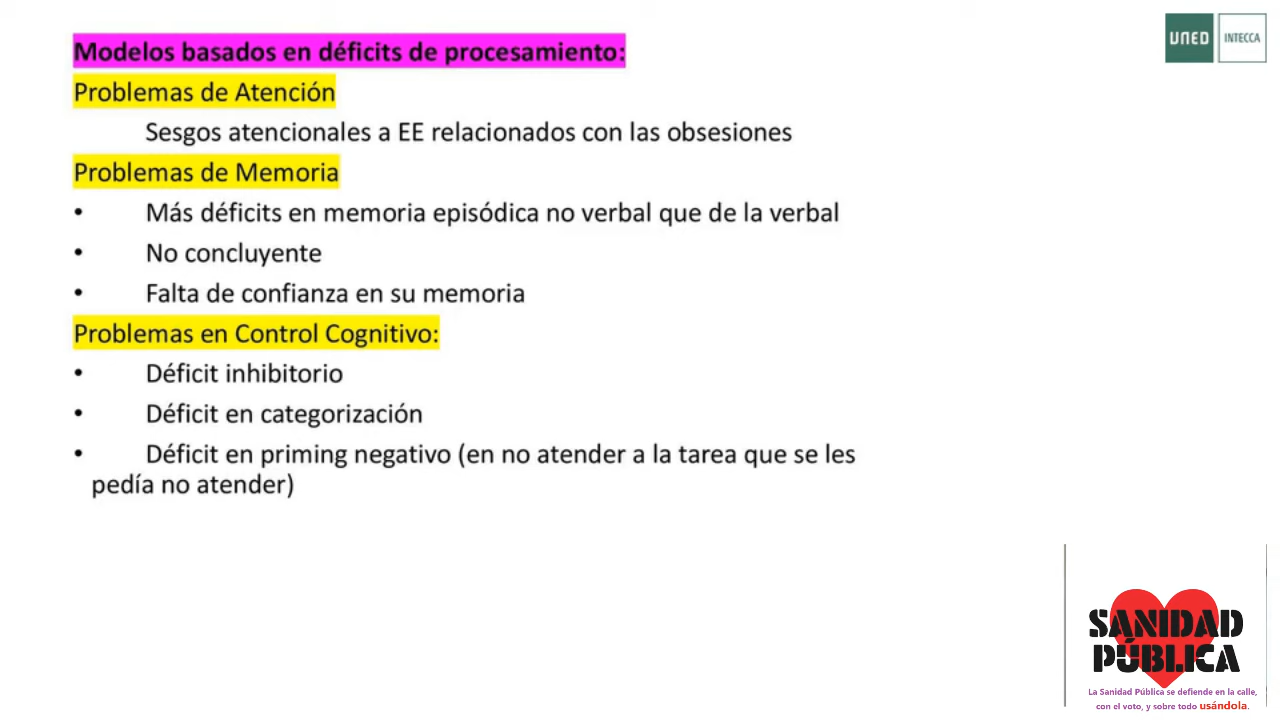 Modelos basados en déficits de procesamiento:
UNED INTECCA
Problemas de Atención
Sesgos atencionales a EE relacionados con las obsesiones
Problemas de Memoria
• Más déficits en memoria episódica no verbal que de la verbal
• No concluyente
• Falta de confianza en su memoria
Problemas en Control Cognitivo:
• Déficit inhibitorio
• Déficit en categorización
• Déficit en priming negativo (en no atender a la tarea que se les
pedía no atender)
SANIDAD
PÚBLICA
La Sanidad Pública se defiende en la calle,
con el voto, y sobre todo usándola.